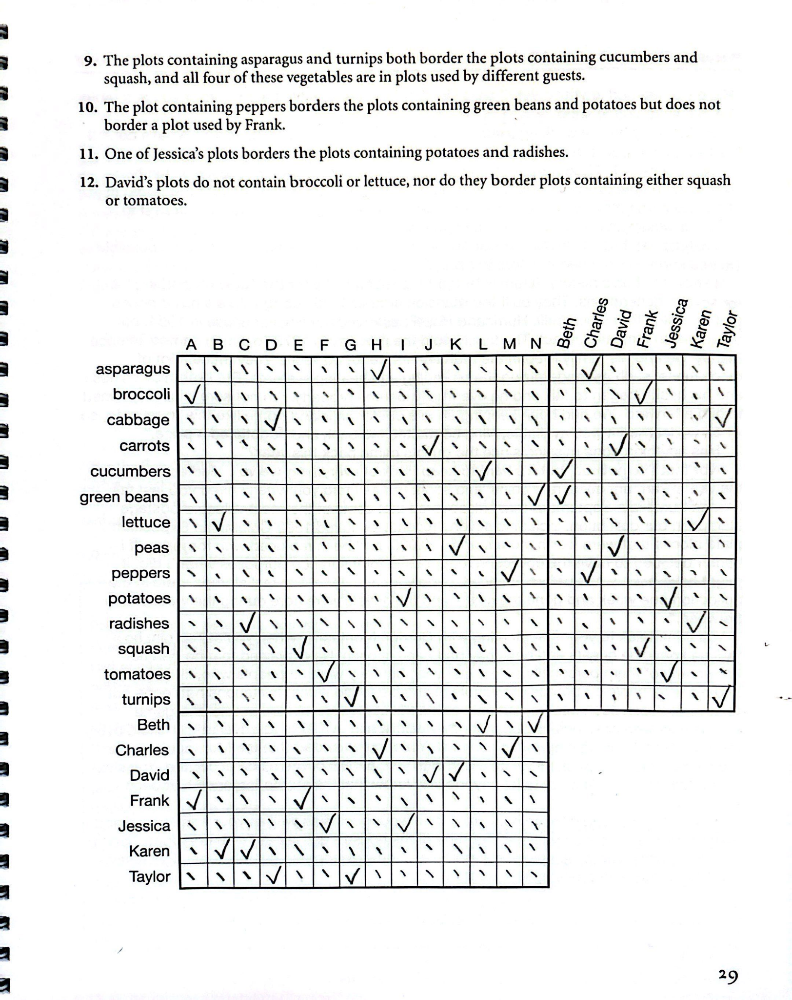 9. The plots containing asparagus and turnips both border the plots containing cucumbers and
squash, and all four of these vegetables are in plots used by different guests.
10. The plot containing peppers borders the plots containing green beans and potatoes but does not
border a plot used by Frank.
11. One of Jessica's plots borders the plots containing potatoes and radishes.
12. David's plots do not contain broccoli or lettuce, nor do they border plots containing either squash
or tomatoes.
A B C D E F G H I J K L M N Beth Charles David Frank Jessica Karen Taylor
asparagus
broccoli
cabbage
carrots
cucumbers
green beans
lettuce
peas
peppers
potatoes
radishes
squash
tomatoes
turnips
Beth
Charles
David
Frank
Jessica
Karen
Taylor
29